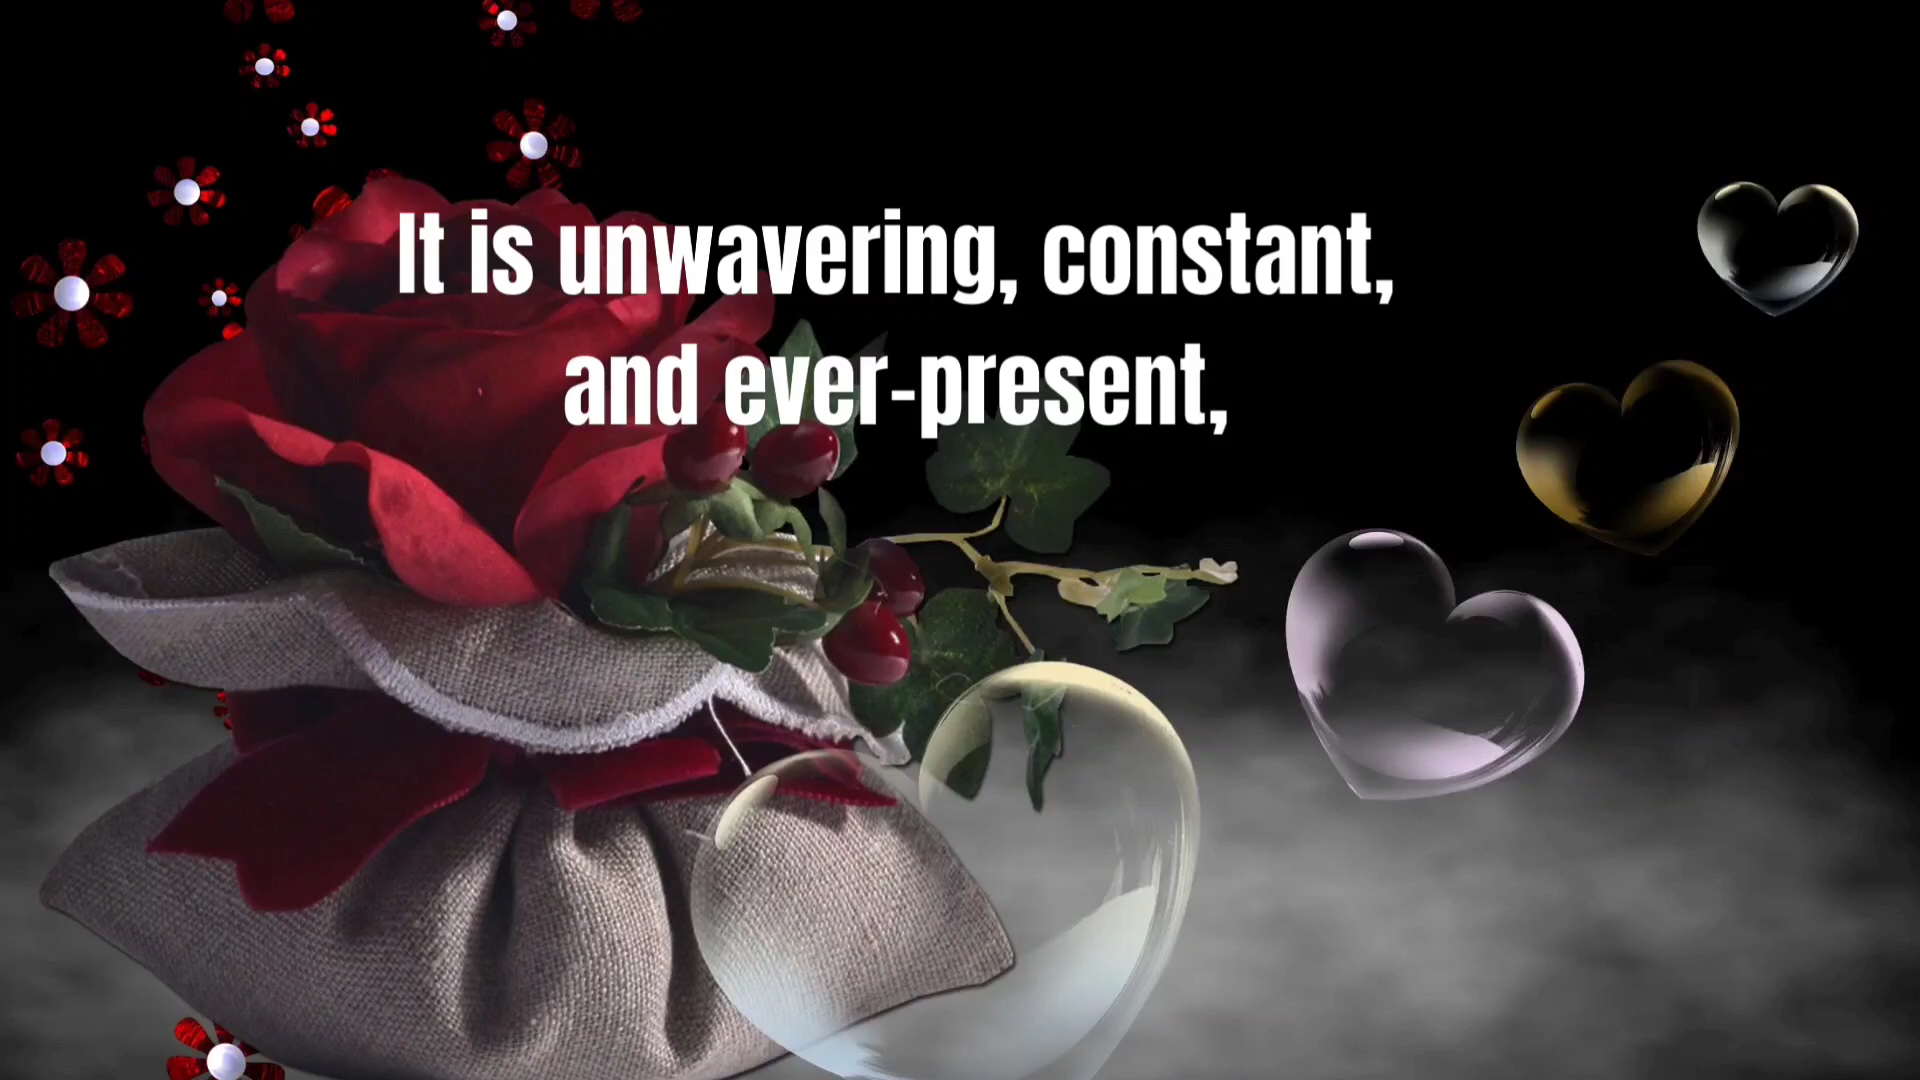 It is unwavering, constant,
and ever-present,